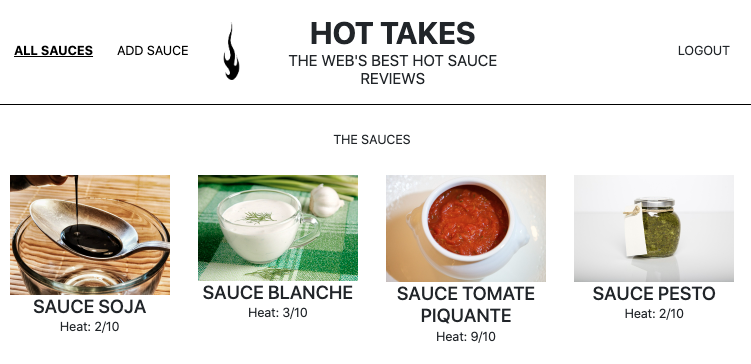 ALL SAUCES
ADD SAUCE
HOT TAKES
THE WEB'S BEST HOT SAUCE
REVIEWS
LOGOUT
THE SAUCES
SAUCE SOJA
Heat: 2/10
SAUCE BLANCHE
Heat: 3/10
SAUCE TOMATE
PIQUANTE
Heat: 9/10
SAUCE PESTO
Heat: 2/10